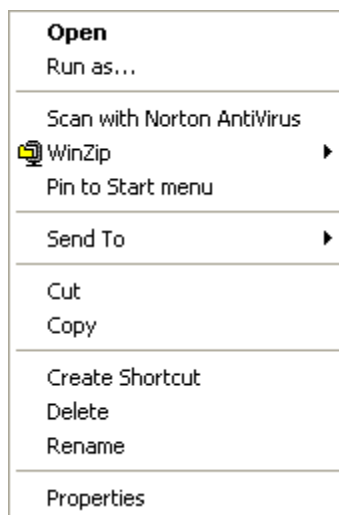 Open
Run as...
Scan with Norton AntiVirus
WinZip
Pin to Start menu
Send To
Cut
Copy
Create Shortcut
Delete
Rename
Properties